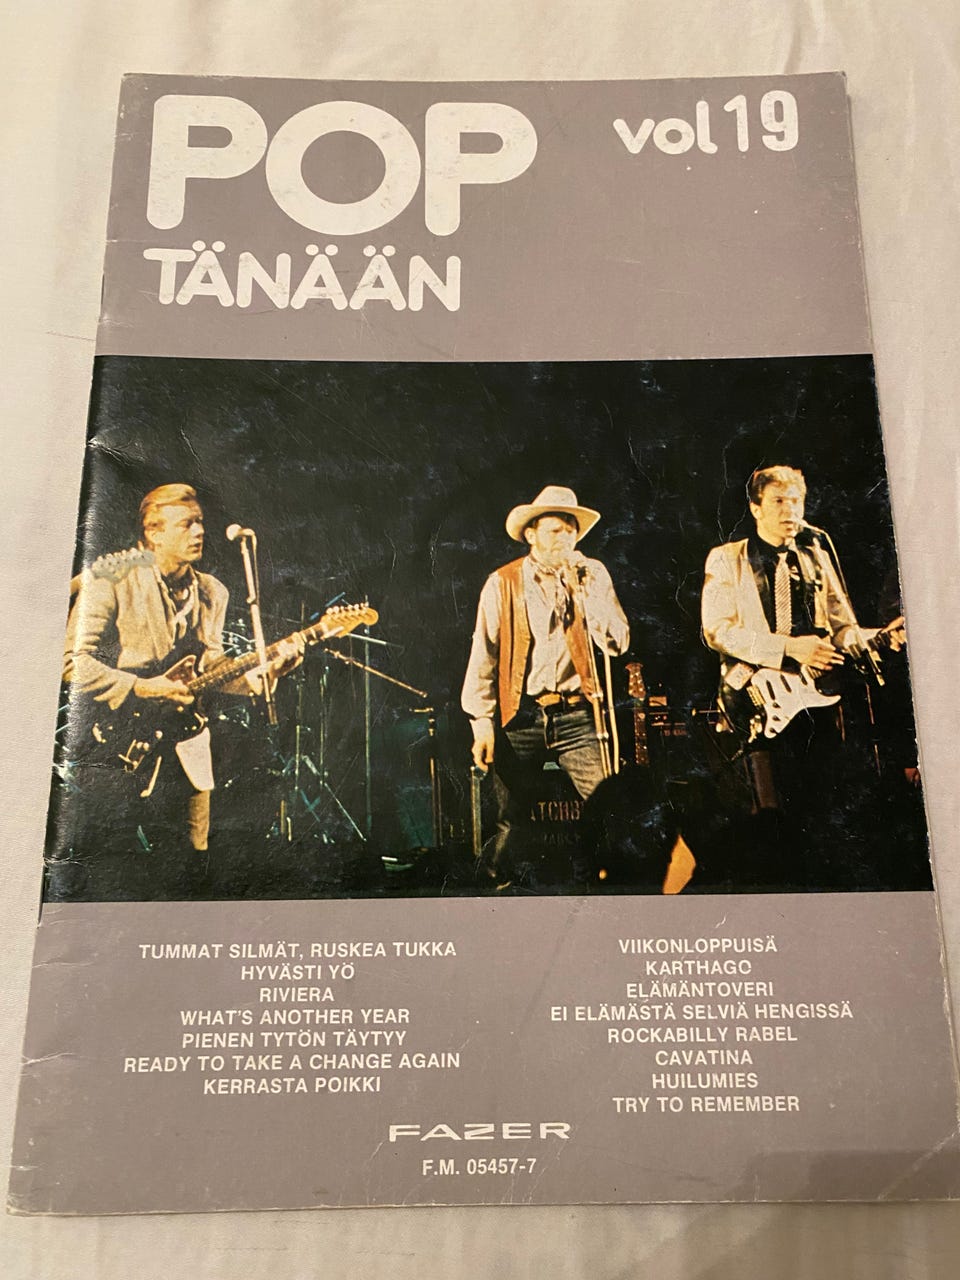 POP
vol 19
TÄNÄÄN
TUMMAT SILMÄT, RUSKEA TUKKA
HYVÄSTI YÖ
RIVIERA
WHAT'S ANOTHER YEAR
PIENEN TYTÖN TÄYTYY
READY TO TAKE A CHANGE AGAIN
KERRASTA POIKKI
VIIKONLOPPUISÄ
KARTHAGO
ELÄMÄNTOVERI
EI ELÄMÄSTÄ SELVIÄ HENGISSÄ
ROCKABILLY RABEL
CAVATINA
HUILUMIES
TRY TO REMEMBER
FAZER
F.M. 05457-7